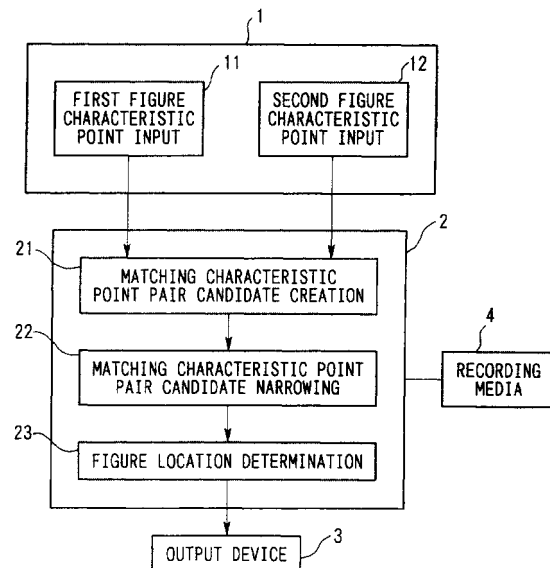 1
11
12
FIRST FIGURE
CHARACTERISTIC
POINT INPUT
SECOND FIGURE
CHARACTERISTIC
POINT INPUT
2
21
MATCHING CHARACTERISTIC
POINT PAIR CANDIDATE CREATION
22
MATCHING CHARACTERISTIC POINT
PAIR CANDIDATE NARROWING
4
RECORDING
MEDIA
23
FIGURE LOCATION DETERMINATION
3
OUTPUT DEVICE